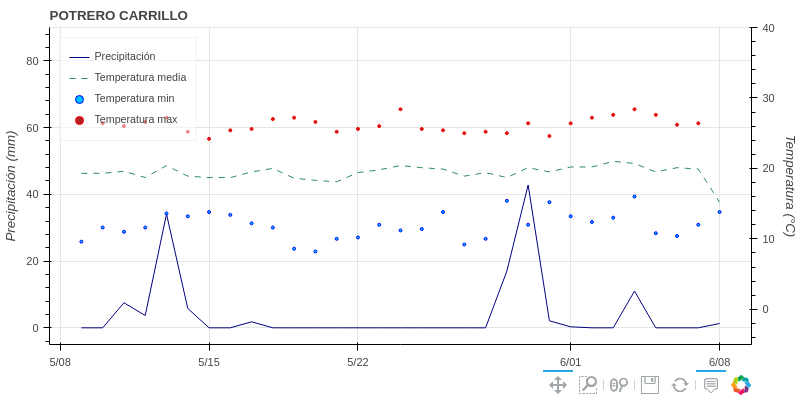 POTRERO CARRILLO
Precipitación
Temperatura media
Temperatura min
Temperatura max
Precipitación (mm)
80
60
40
20
0
Temperatura (°C)
40
30
20
10
0
5/08
5/15
5/22
6/01
6/08